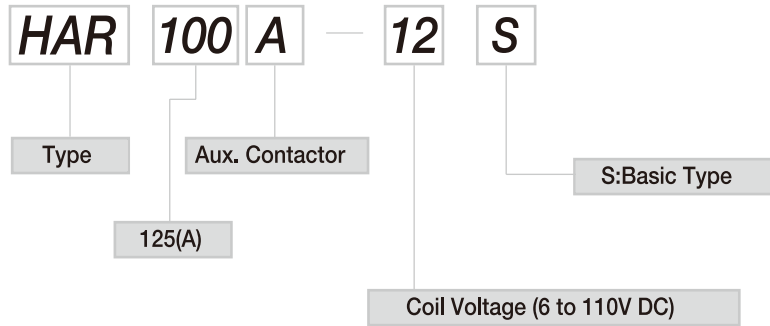 HAR 100 A — 12 S
Type
Aux. Contactor
S:Basic Type
125(A)
Coil Voltage (6 to 110V DC)